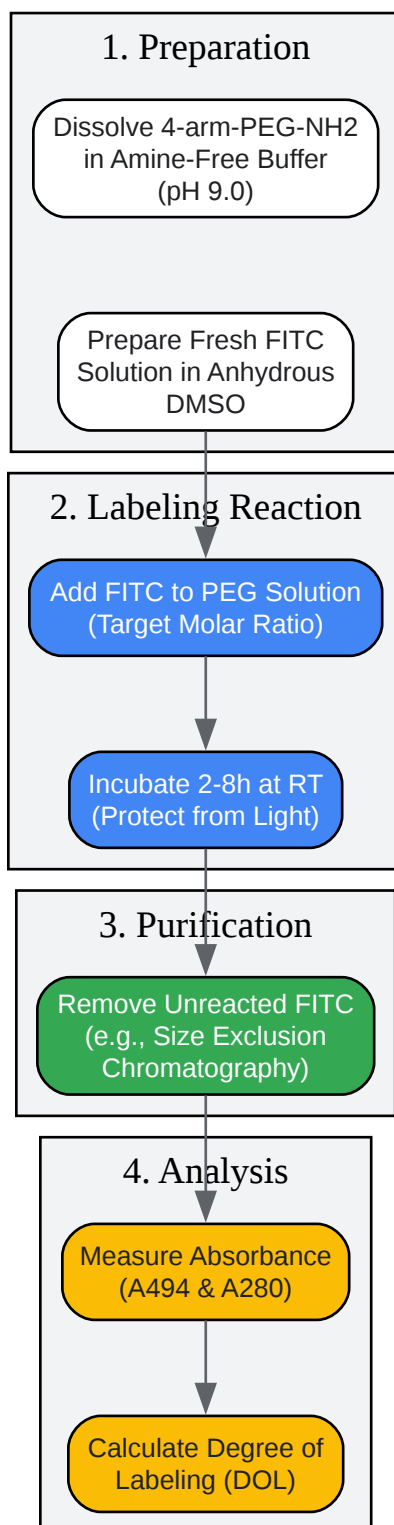 1. Preparation
Dissolve 4-arm-PEG-NH2
in Amine-Free Buffer
(pH 9.0)
Prepare Fresh FITC
Solution in Anhydrous
DMSO
2. Labeling Reaction
Add FITC to PEG Solution
(Target Molar Ratio)
Incubate 2-8h at RT
(Protect from Light)
3. Purification
Remove Unreacted FITC
(e.g., Size Exclusion
Chromatography)
4. Analysis
Measure Absorbance
(A494 & A280)
Calculate Degree of
Labeling (DOL)